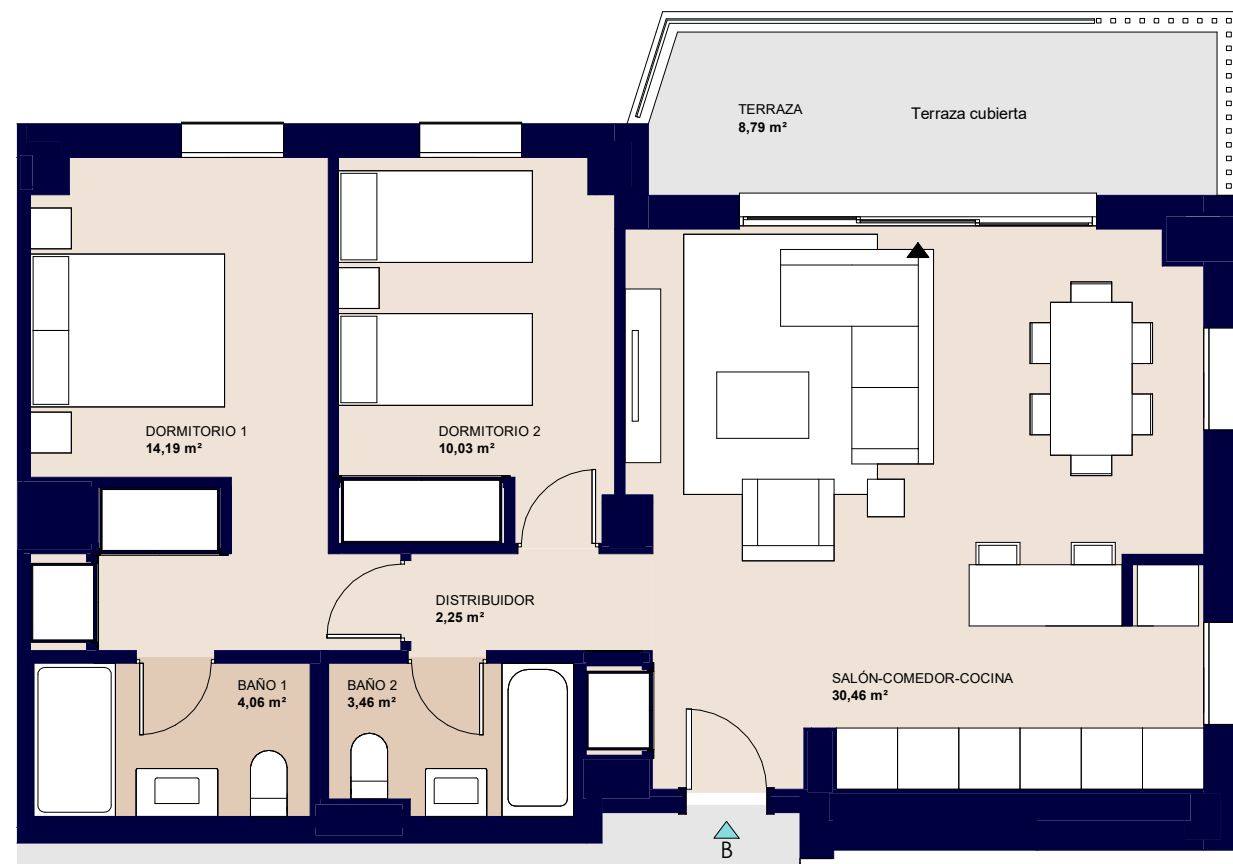 TERRAZA
8,79 m²
Terraza cubierta
DORMITORIO 1
14,19 m²
DORMITORIO 2
10,03 m²
DISTRIBUIDOR
2,25 m²
SALÓN-COMEDOR-COCINA
30,46 m²
BAÑO 1
4,06 m²
BAÑO 2
3,46 m²
B